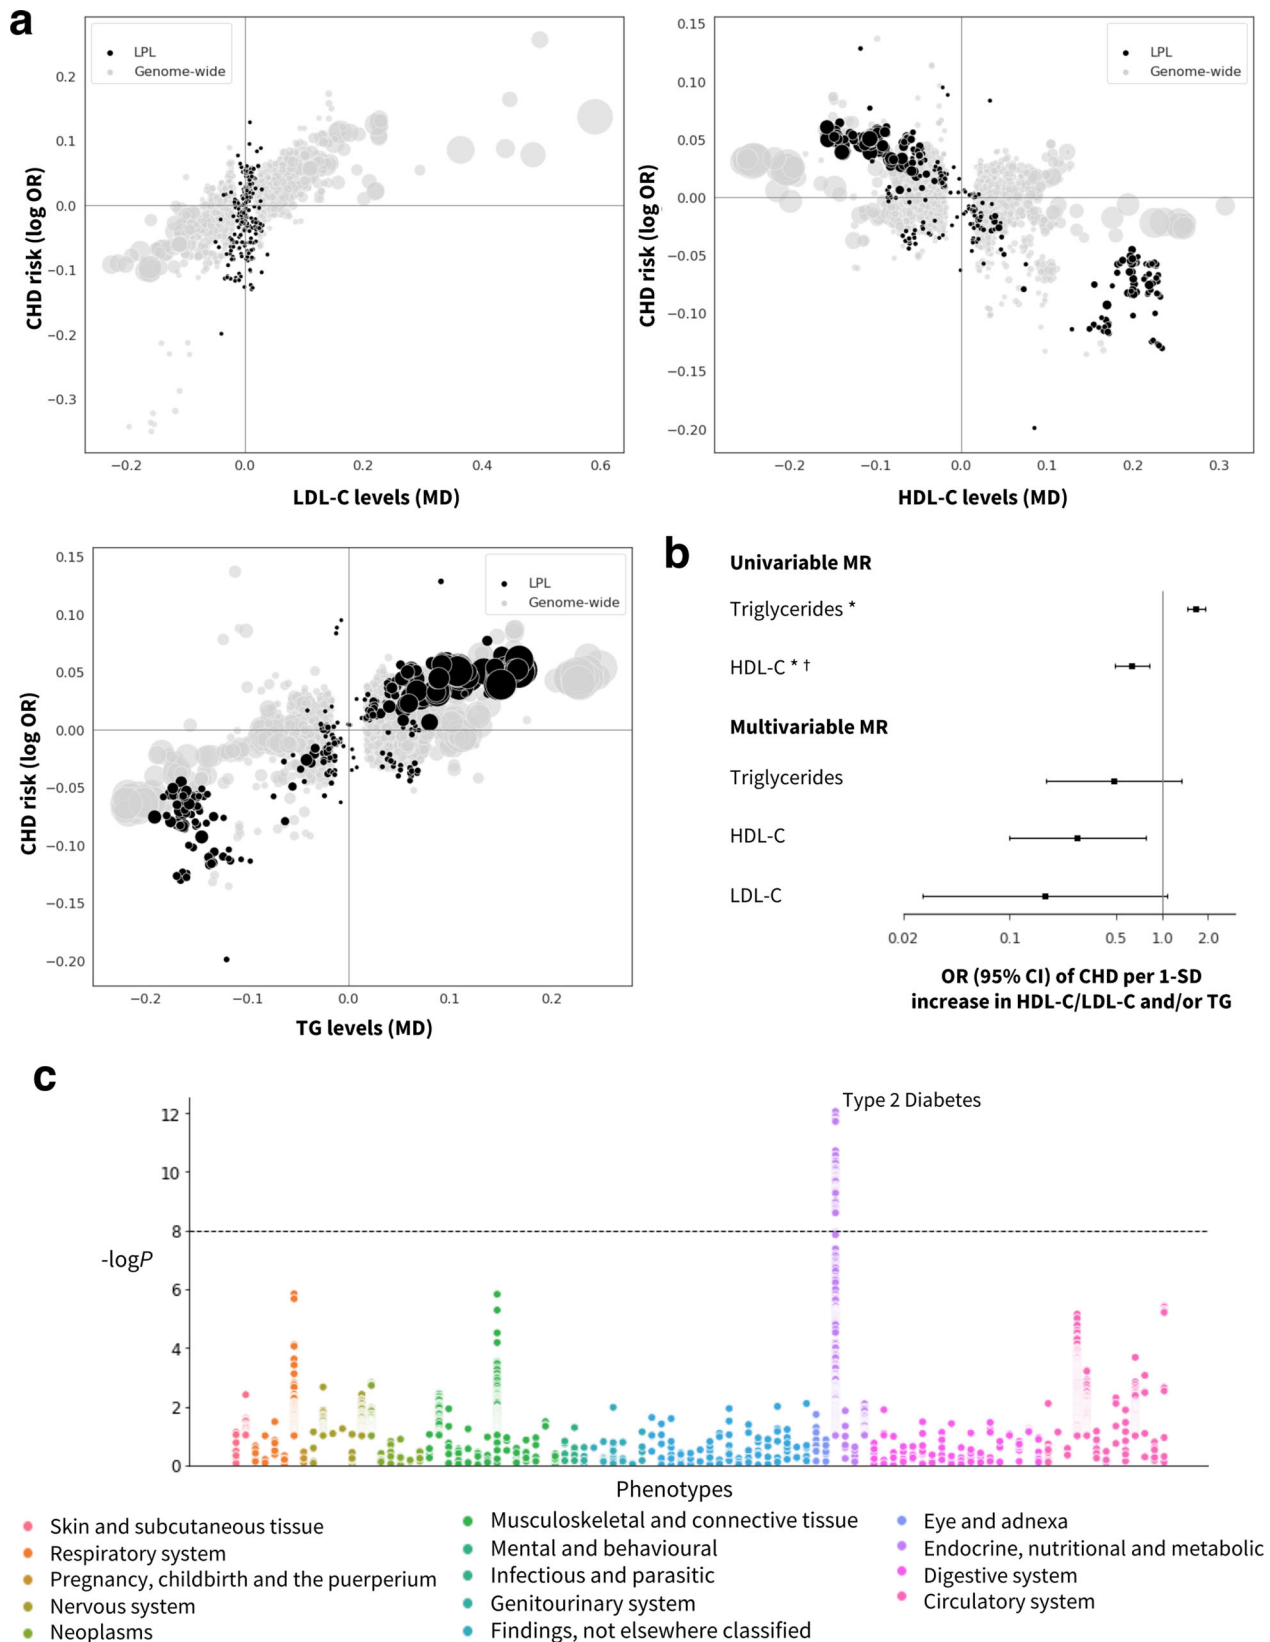 a
LPL
Genome-wide
0.2
0.1
0.0
−0.1
−0.2
−0.3
CHD risk (log OR)
−0.2
0.0
0.2
0.4
0.6
LDL-C levels (MD)
LPL
Genome-wide
0.15
0.10
0.05
0.00
−0.05
−0.10
−0.15
−0.20
CHD risk (log OR)
−0.2
−0.1
0.0
0.1
0.2
0.3
HDL-C levels (MD)
LPL
Genome-wide
0.15
0.10
0.05
0.00
−0.05
−0.10
−0.15
−0.20
CHD risk (log OR)
−0.2
−0.1
0.0
0.1
0.2
TG levels (MD)
b
Univariable MR
Triglycerides *
HDL-C * †
Multivariable MR
Triglycerides
HDL-C
LDL-C
0.02
0.1
0.5
1.0
2.0
OR (95% CI) of CHD per 1-SD
increase in HDL-C/LDL-C and/or TG
c
Type 2 Diabetes
12
10
8
6
4
2
0
-logP
Phenotypes
Skin and subcutaneous tissue
Respiratory system
Pregnancy, childbirth and the puerperium
Nervous system
Neoplasms
Musculoskeletal and connective tissue
Mental and behavioural
Infectious and parasitic
Genitourinary system
Findings, not elsewhere classified
Eye and adnexa
Endocrine, nutritional and metabolic
Digestive system
Circulatory system